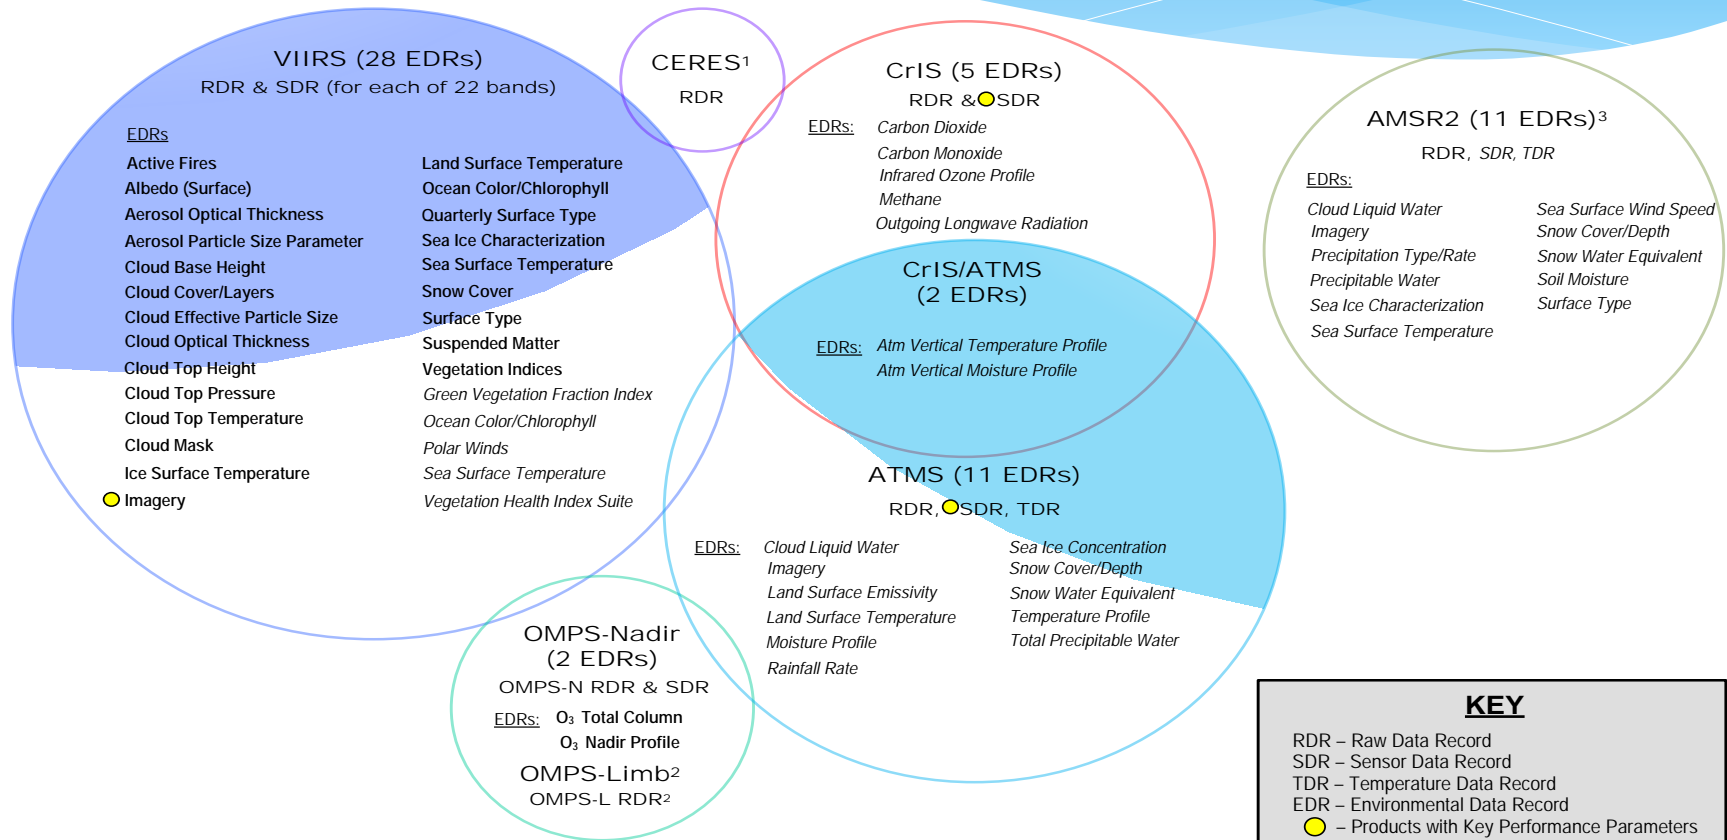 VIIRS (28 EDRs)
RDR & SDR (for each of 22 bands)
EDRs
Active Fires
Albedo (Surface)
Aerosol Optical Thickness
Aerosol Particle Size Parameter
Cloud Base Height
Cloud Cover/Layers
Cloud Effective Particle Size
Cloud Optical Thickness
Cloud Top Height
Cloud Top Pressure
Cloud Top Temperature
Cloud Mask
Ice Surface Temperature
Imagery
Land Surface Temperature
Ocean Color/Chlorophyll
Quarterly Surface Type
Sea Ice Characterization
Sea Surface Temperature
Snow Cover
Surface Type
Suspended Matter
Vegetation Indices
Green Vegetation Fraction Index
Ocean Color/Chlorophyll
Polar Winds
Sea Surface Temperature
Vegetation Health Index Suite
CERES¹
RDR
CrIS (5 EDRs)
RDR & SDR
EDRs:
Carbon Dioxide
Carbon Monoxide
Infrared Ozone Profile
Methane
Outgoing Longwave Radiation
CrIS/ATMS
(2 EDRs)
EDRs:
Atm Vertical Temperature Profile
Atm Vertical Moisture Profile
ATMS (11 EDRs)
RDR, SDR, TDR
EDRs:
Cloud Liquid Water
Imagery
Land Surface Emissivity
Land Surface Temperature
Moisture Profile
Rainfall Rate
Sea Ice Concentration
Snow Cover/Depth
Snow Water Equivalent
Temperature Profile
Total Precipitable Water
AMSR2 (11 EDRs)³
RDR, SDR, TDR
EDRs:
Cloud Liquid Water
Imagery
Precipitation Type/Rate
Precipitable Water
Sea Ice Characterization
Sea Surface Temperature
Sea Surface Wind Speed
Snow Cover/Depth
Snow Water Equivalent
Soil Moisture
Surface Type
OMPS-Nadir
(2 EDRs)
OMPS-N RDR & SDR
EDRs: O₃ Total Column
O₃ Nadir Profile
OMPS-Limb²
OMPS-L RDR²
KEY
RDR – Raw Data Record
SDR – Sensor Data Record
TDR – Temperature Data Record
EDR – Environmental Data Record
– Products with Key Performance Parameters